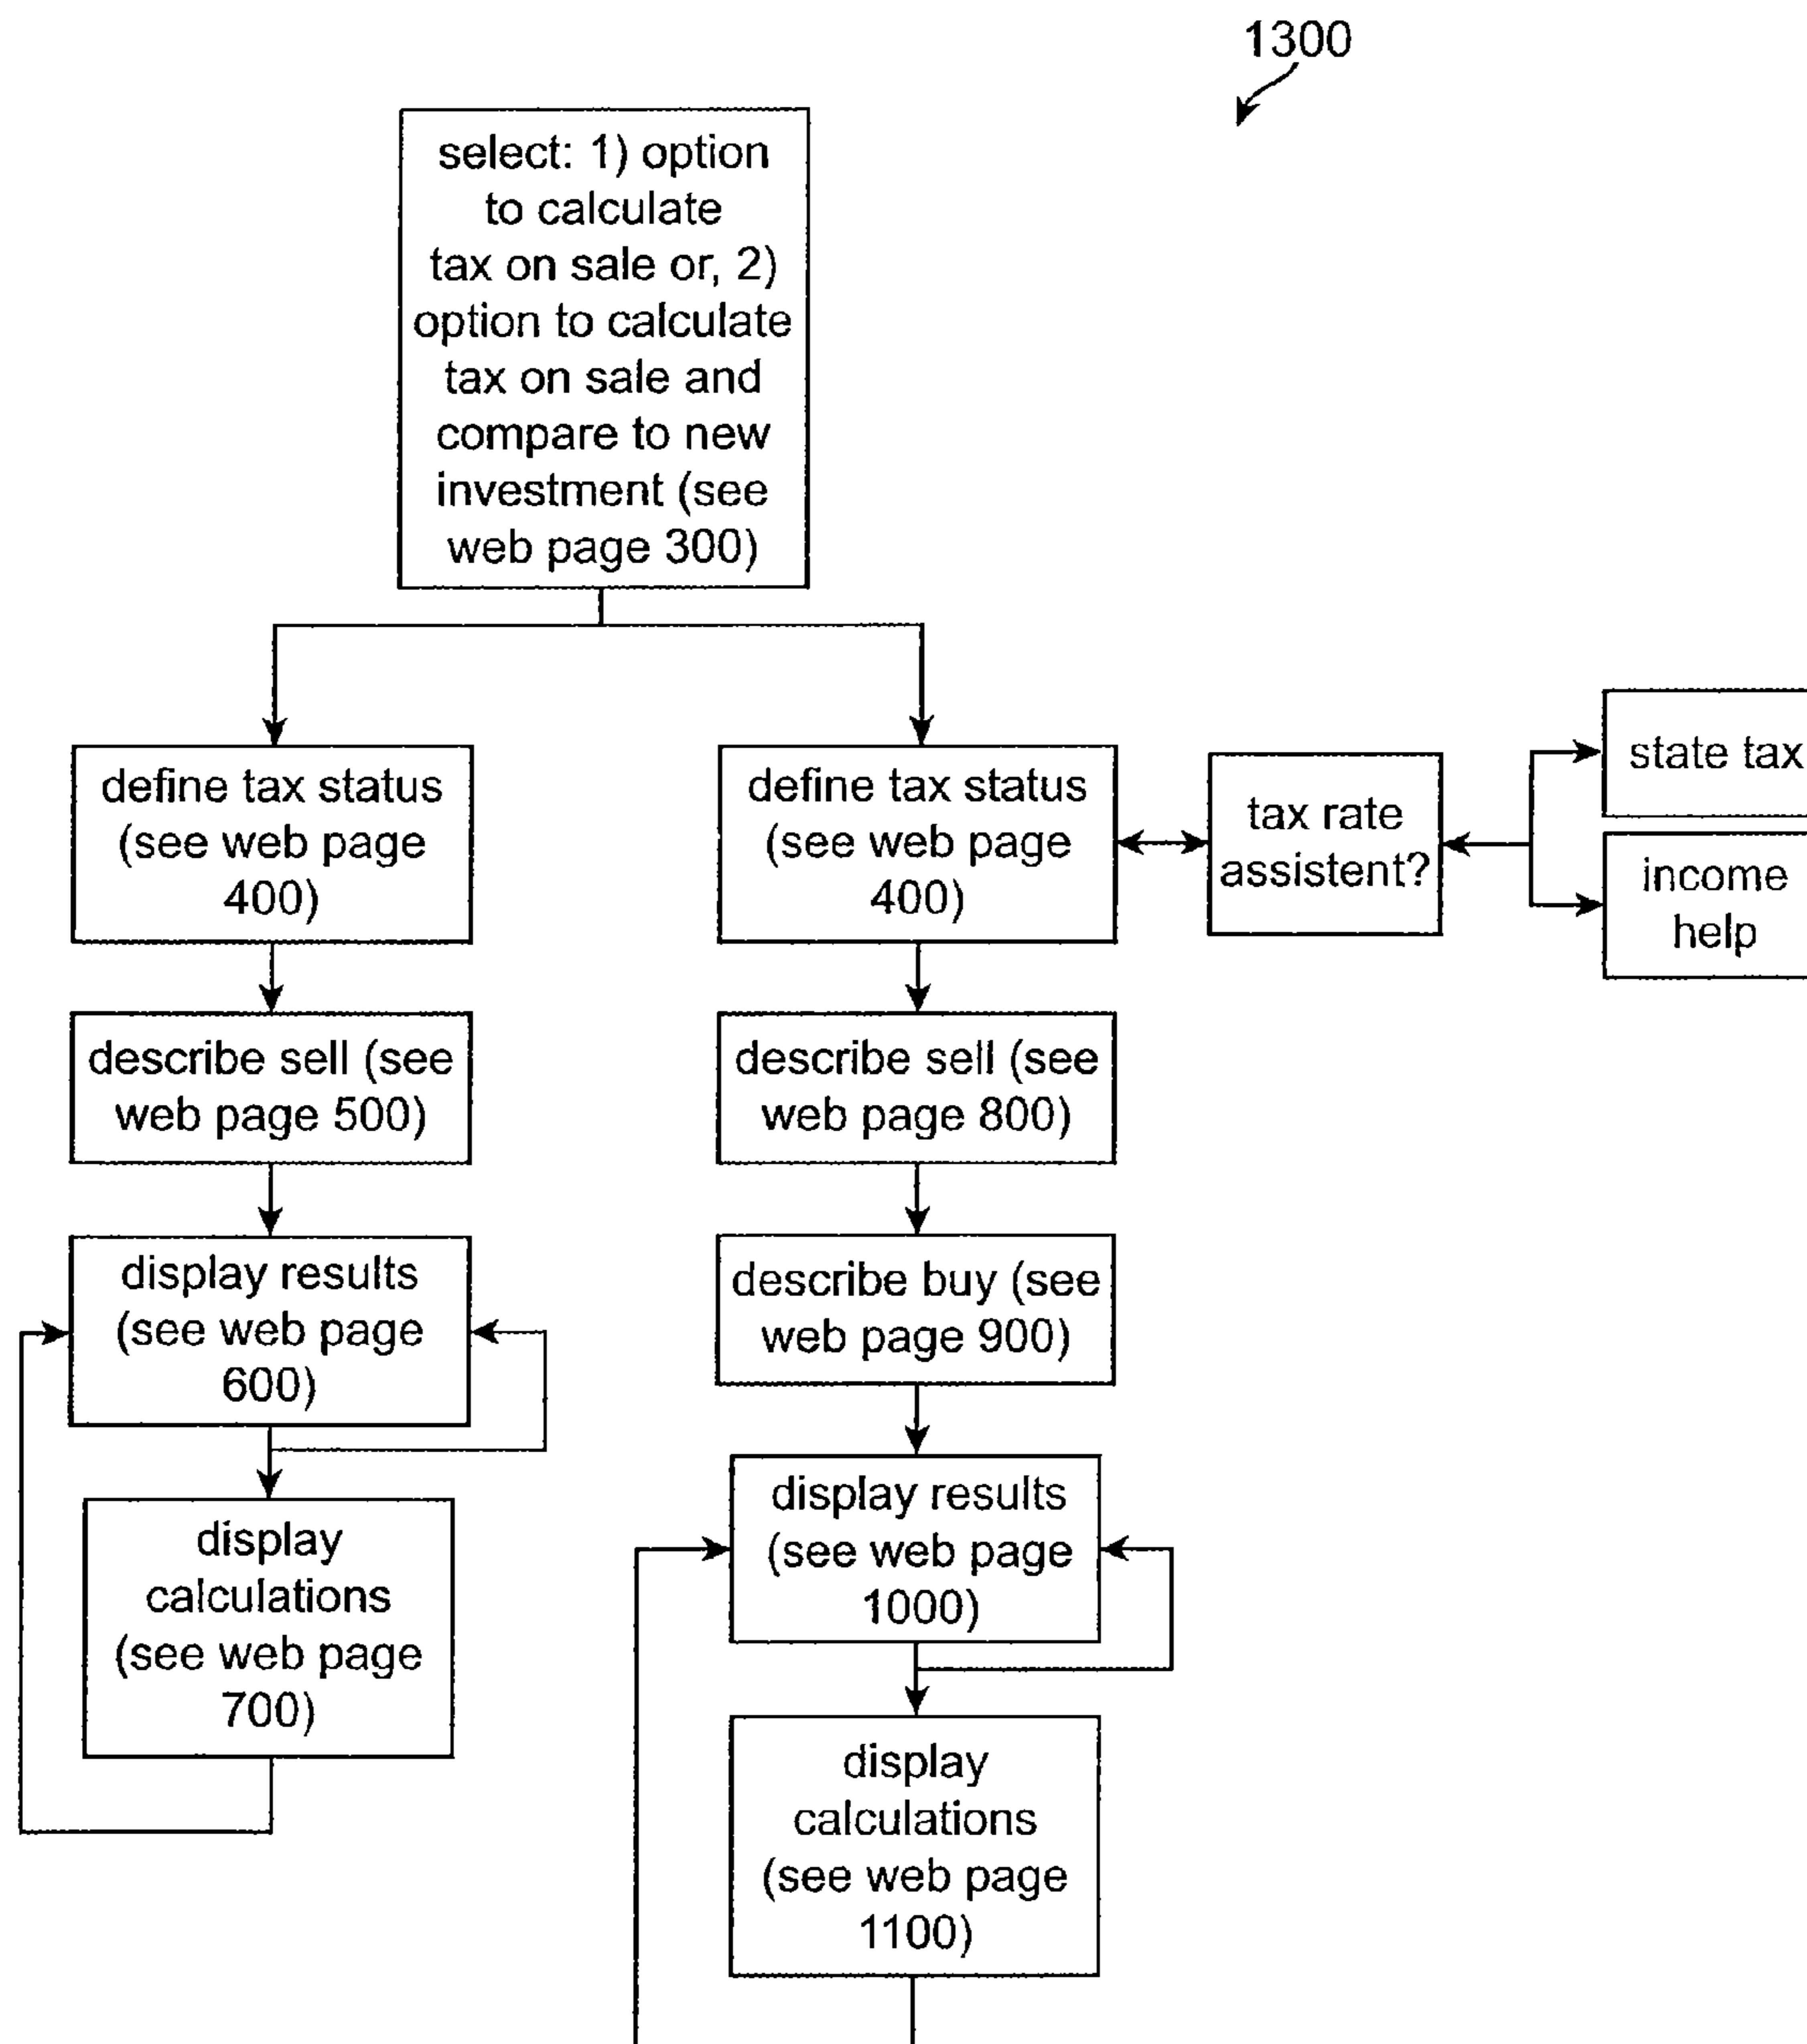 1300
select: 1) option
to calculate
tax on sale or, 2)
option to calculate
tax on sale and
compare to new
investment (see
web page 300)
define tax status
(see web page
400)
define tax status
(see web page
400)
tax rate
assistent?
state tax
income
help
describe sell (see
web page 500)
describe sell (see
web page 800)
display results
(see web page
600)
describe buy (see
web page 900)
display
calculations
(see web page
700)
display results
(see web page
1000)
display
calculations
(see web page
1100)